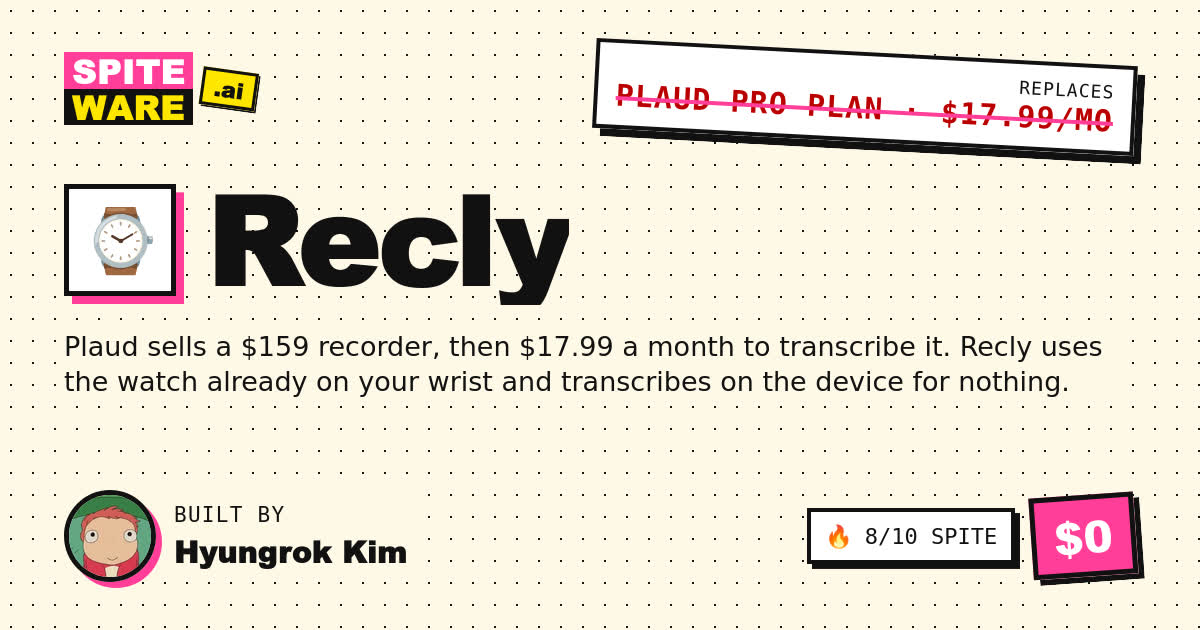 SPITE
WARE
.ai
REPLACES
PLAUD PRO PLAN · $17.99/MO
Recly
Plaud sells a $159 recorder, then $17.99 a month to transcribe it. Recly uses
the watch already on your wrist and transcribes on the device for nothing.
BUILT BY
Hyungrok Kim
🔥 8/10 SPITE
$0